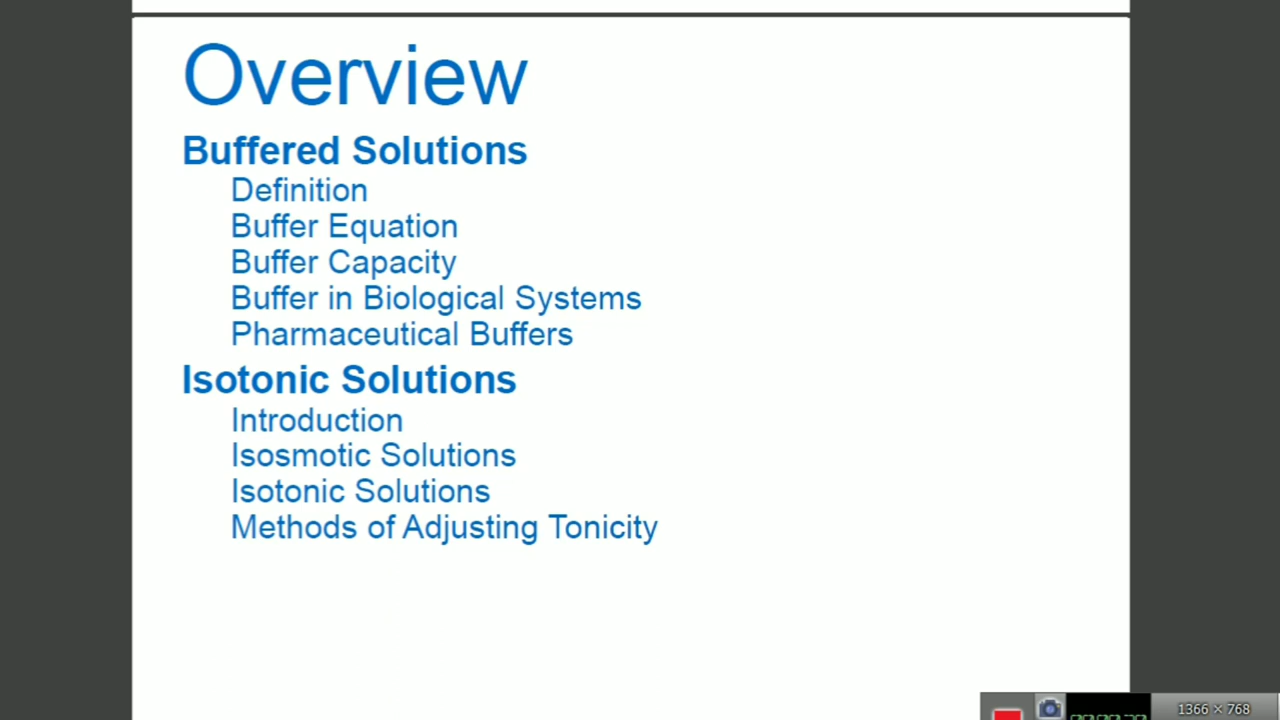 Overview
Buffered Solutions
Definition
Buffer Equation
Buffer Capacity
Buffer in Biological Systems
Pharmaceutical Buffers
Isotonic Solutions
Introduction
Isosmotic Solutions
Isotonic Solutions
Methods of Adjusting Tonicity
1366 × 768